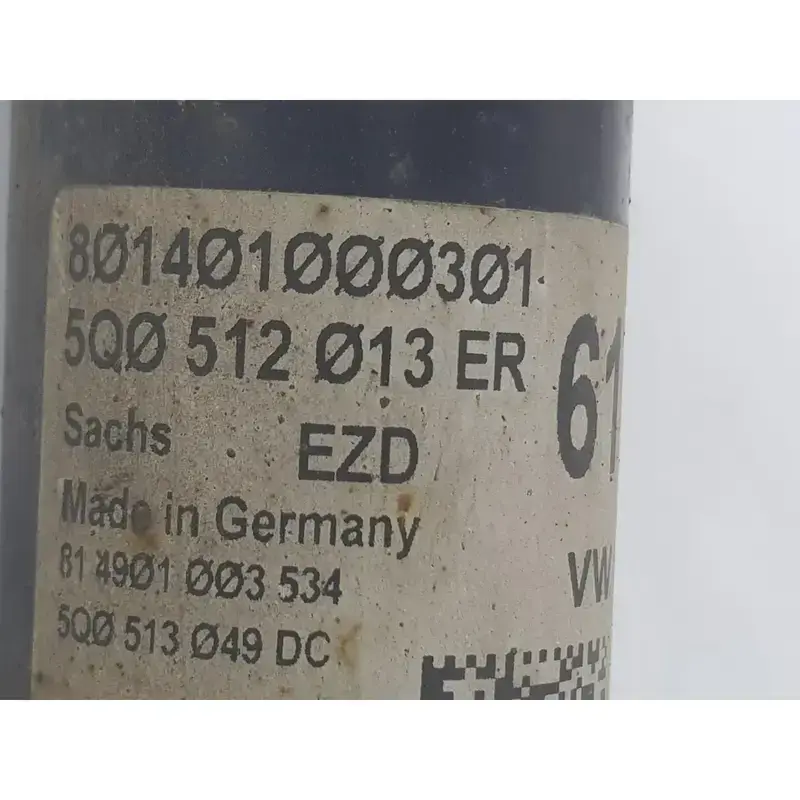 8Ø14Ø1ØØØ3Ø1
5QØ 512 Ø13 ER
61
Sachs EZD
Made in Germany
VW
81 49Ø1 ØØ3 534
5QØ 513 Ø49 DC